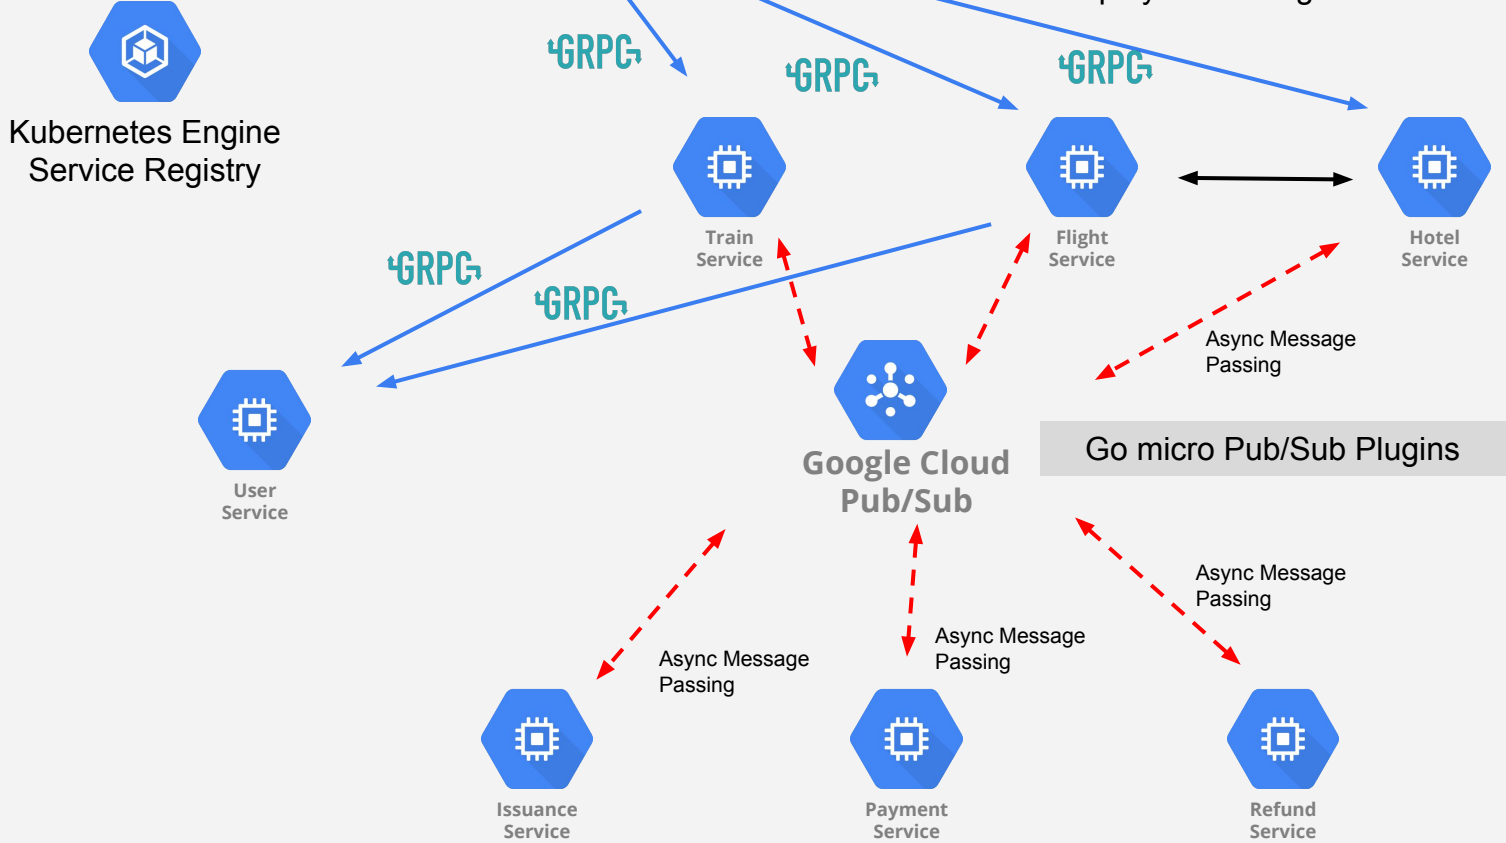 GRPC
GRPC
GRPC
Kubernetes Engine
Service Registry
Train
Service
Flight
Service
Hotel
Service
GRPC
GRPC
Async Message
Passing
Go micro Pub/Sub Plugins
Google Cloud
Pub/Sub
User
Service
Async Message
Passing
Async Message
Passing
Async Message
Passing
Issuance
Service
Payment
Service
Refund
Service